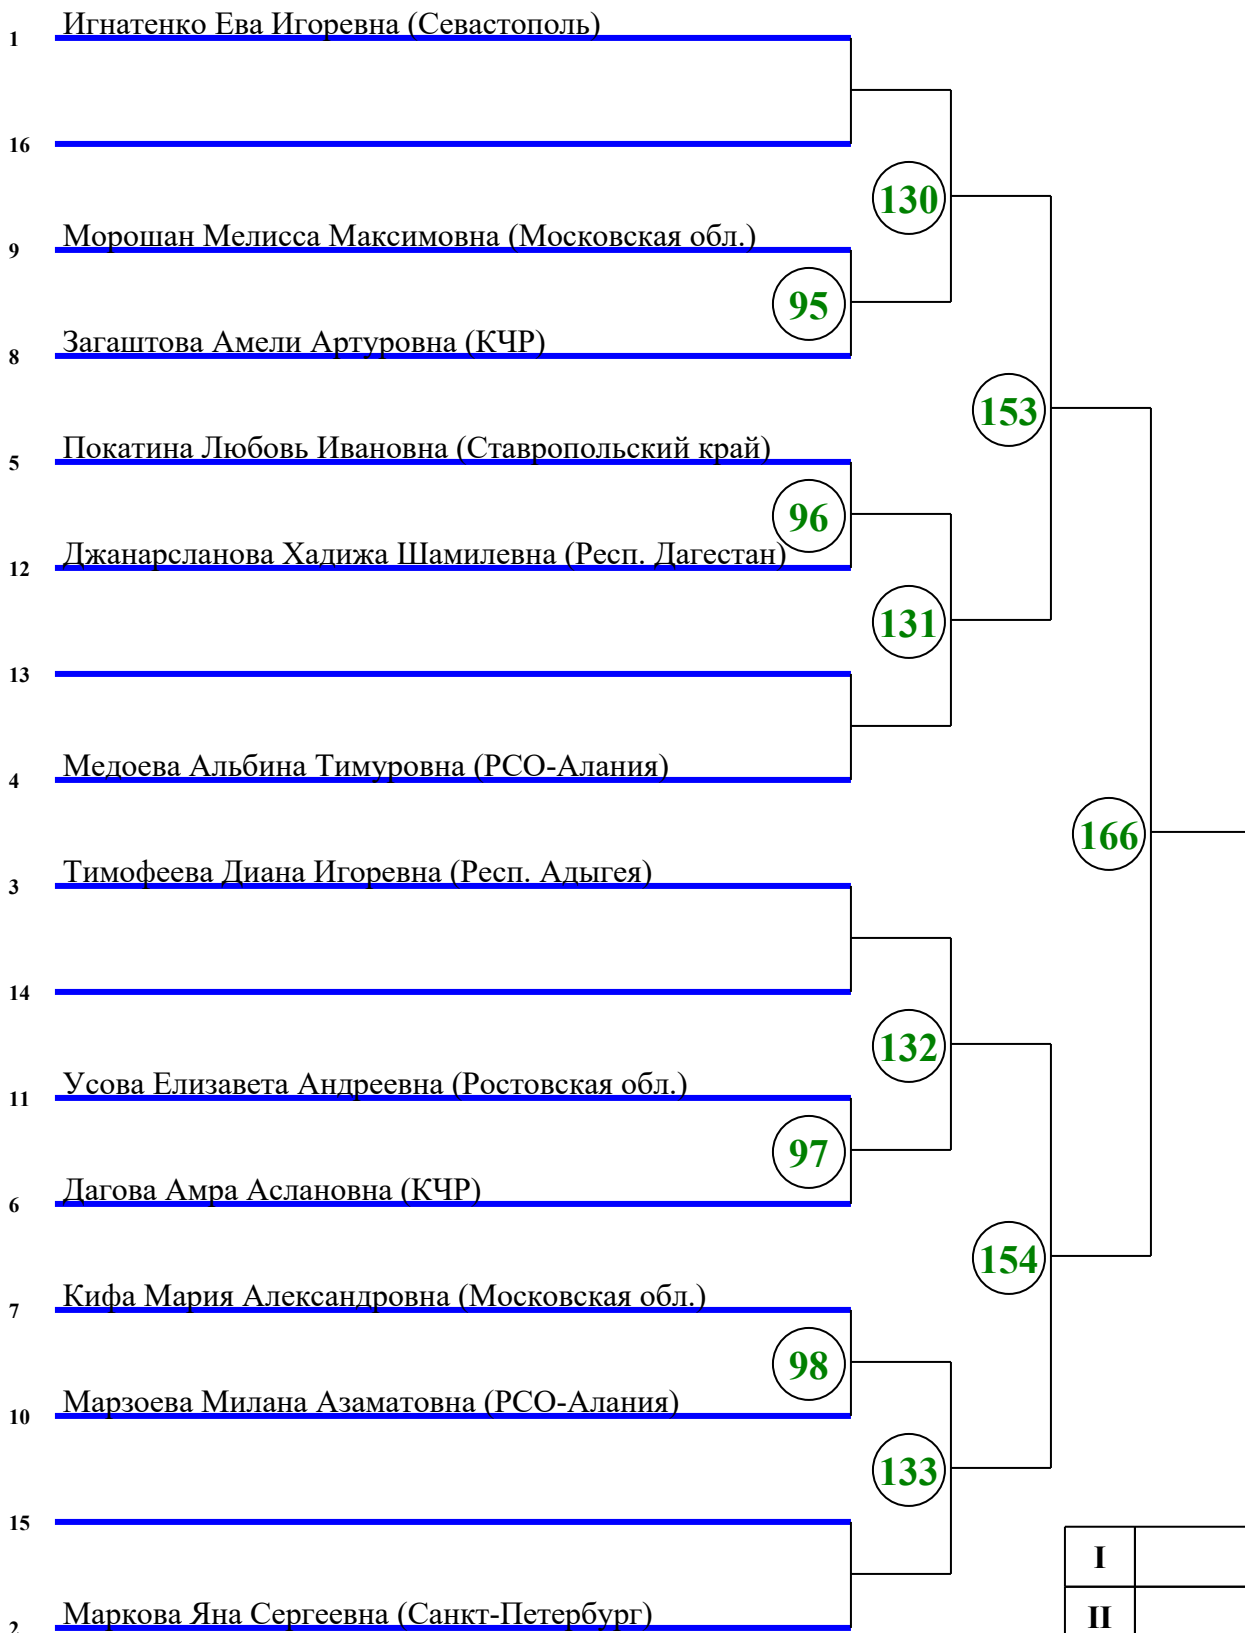 1 Игнатенко Ева Игоревна (Севастополь)
16
130
9 Морошан Мелисса Максимовна (Московская обл.)
95
8 Загаштова Амели Артуровна (КЧР)
153
5 Покатина Любовь Ивановна (Ставропольский край)
96
12 Джанарсланова Хадижа Шамилевна (Респ. Дагестан)
131
13
4 Медоева Альбина Тимуровна (РСО-Алания)
166
3 Тимофеева Диана Игоревна (Респ. Адыгея)
14
132
11 Усова Елизавета Андреевна (Ростовская обл.)
97
6 Дагова Амра Аслановна (КЧР)
154
7 Кифа Мария Александровна (Московская обл.)
98
10 Марзоева Милана Азаматовна (РСО-Алания)
133
15
I
2 Маркова Яна Сергеевна (Санкт-Петербург)
II